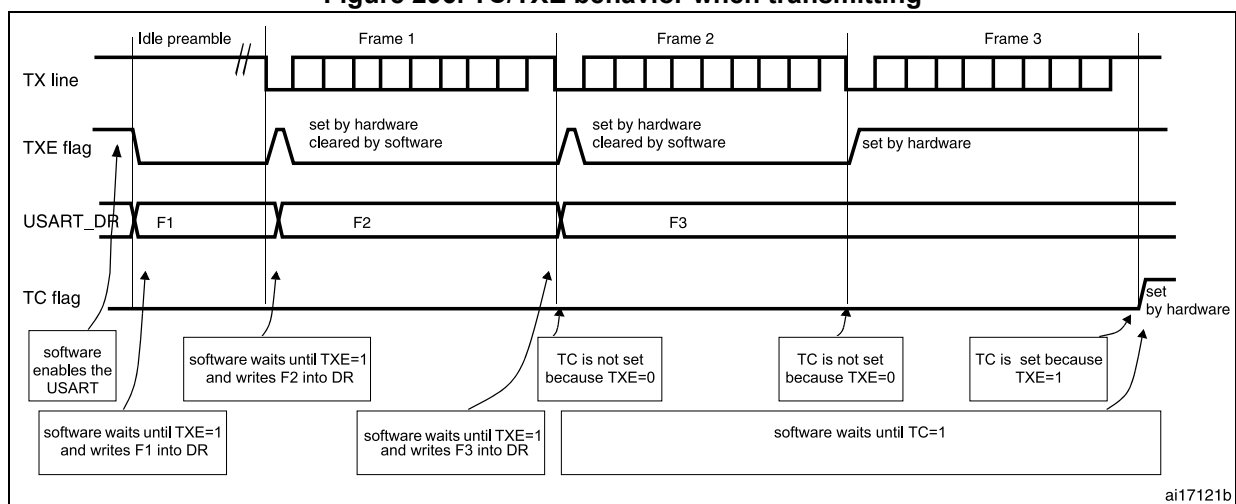 Figure 296. TC/TXE behavior when transmitting
Idle preamble
Frame 1
Frame 2
Frame 3
TX line
TXE flag
set by hardware
cleared by software
set by hardware
cleared by software
set by hardware
USART_DR
F1
F2
F3
TC flag
set
by hardware
software
enables the
USART
software waits until TXE=1
and writes F2 into DR
TC is not set
because TXE=0
TC is not set
because TXE=0
TC is set because
TXE=1
software waits until TXE=1
and writes F1 into DR
software waits until TXE=1
and writes F3 into DR
software waits until TC=1
ai17121b